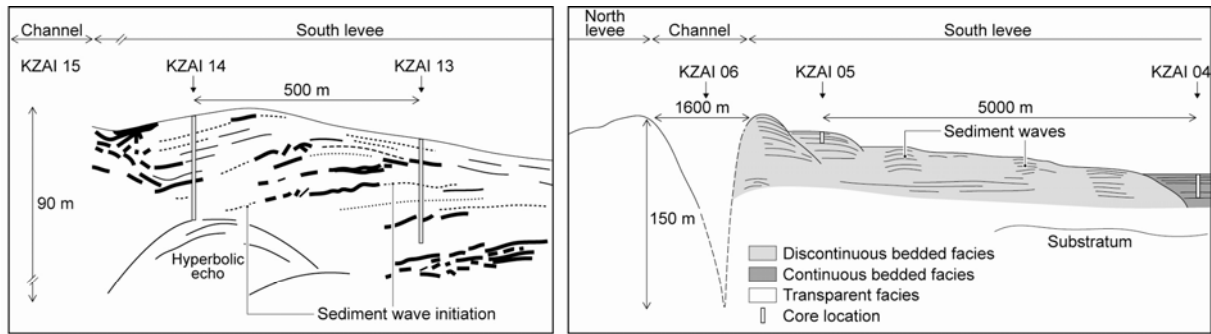 Channel
South levee
KZAI 15
KZAI 14
KZAI 13
500 m
90 m
Hyperbolic
echo
Sediment wave initiation
North
levee
Channel
South levee
KZAI 06
KZAI 05
KZAI 04
1600 m
5000 m
Sediment waves
150 m
Substratum
Discontinuous bedded facies
Continuous bedded facies
Transparent facies
Core location